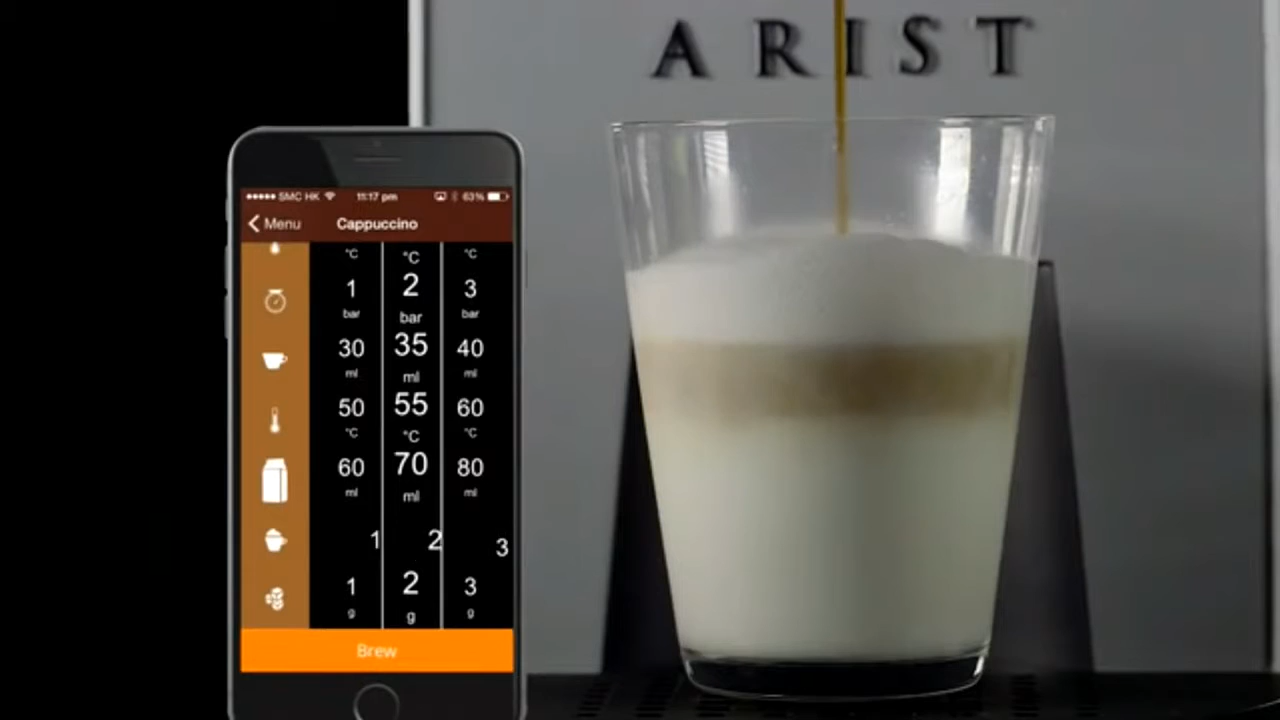 ARIST
SMC HK 11:17 pm 63%
Menu Cappuccino
°C °C °C
1 2 3
bar bar bar
30 35 40
ml ml ml
50 55 60
°C °C °C
60 70 80
ml ml ml
1 2 3
1 2 3
g g g
Brew